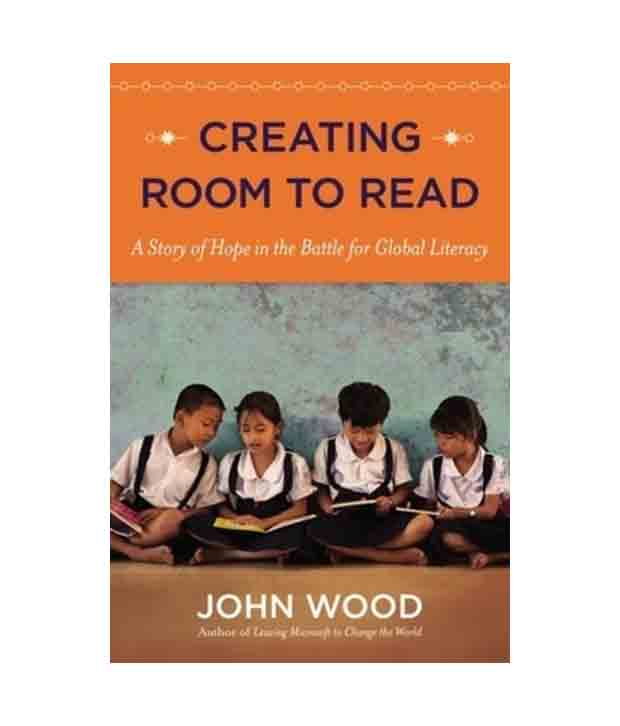 CREATING
ROOM TO READ
A Story of Hope in the Battle for Global Literacy
JOHN WOOD
Author of Leaving Microsoft to Change the World